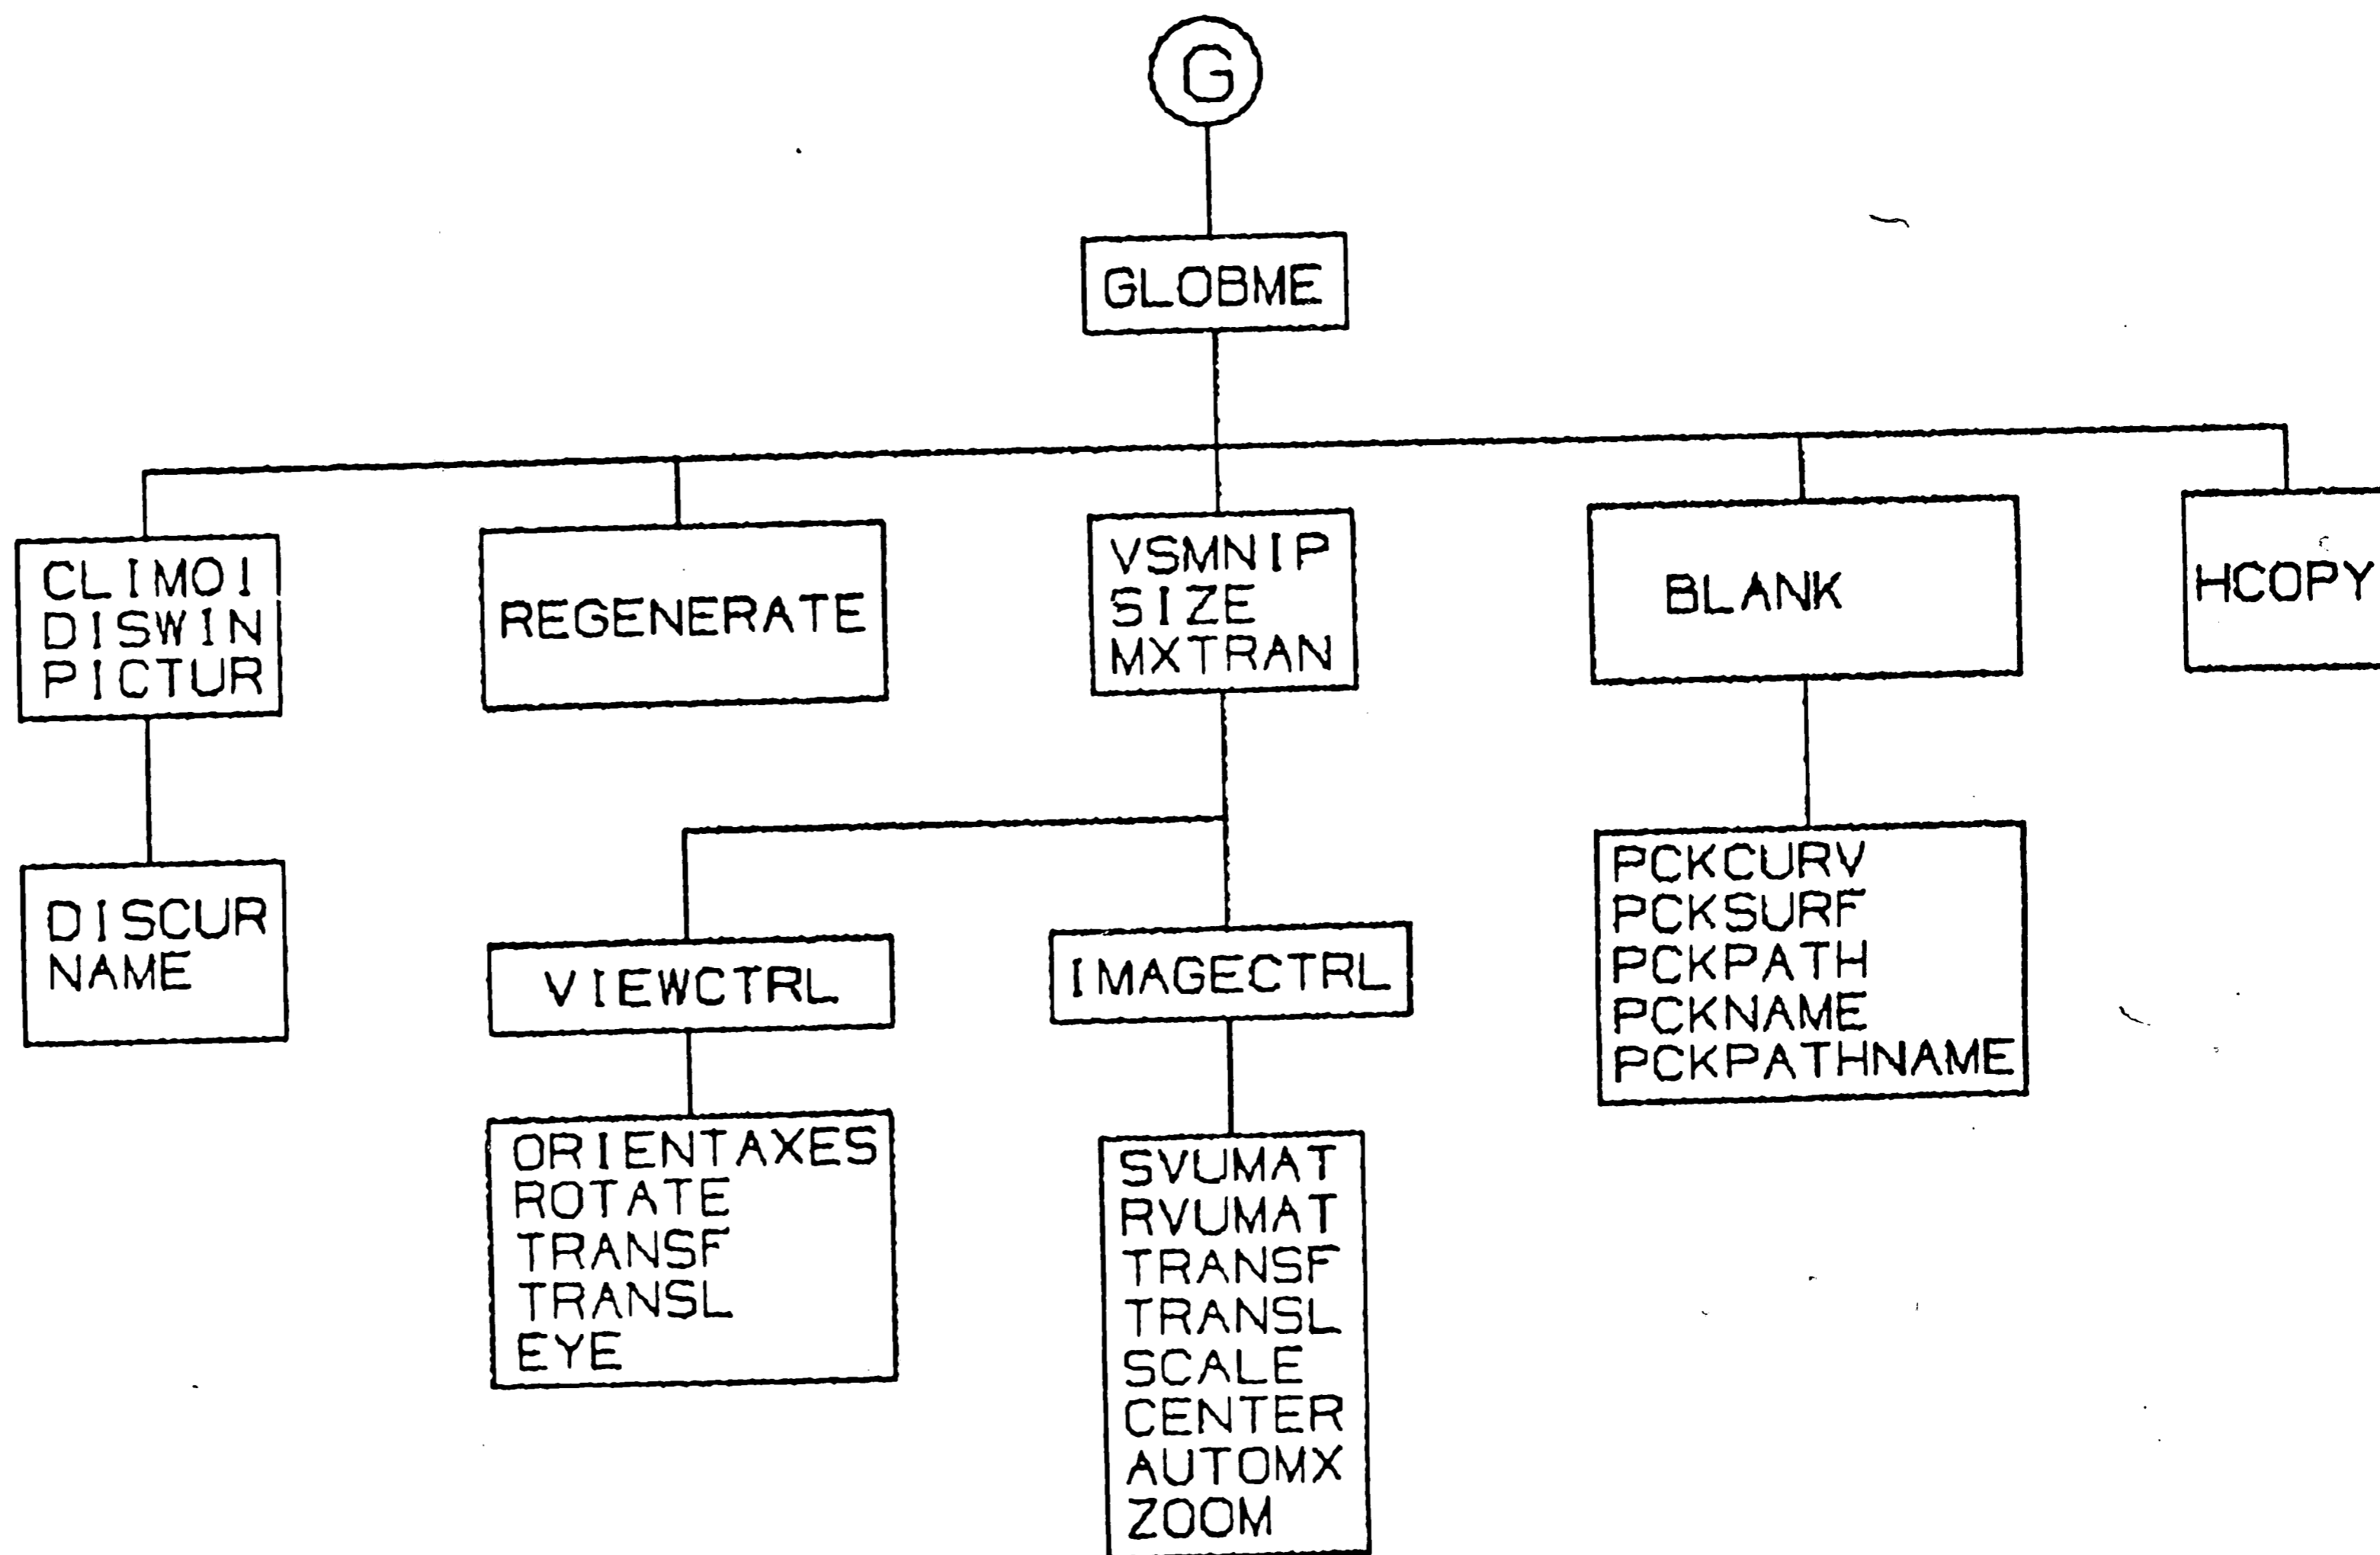 G
GLOBME
CLIMOI
DISWIN
PICTUR
REGENERATE
VSMNIP
SIZE
MXTRAN
BLANK
HCOPY
DISCUR
NAME
VIEWCTRL
IMAGECTRL
PCKCURV
PCKSURF
PCKPATH
PCKNAME
PCKPATHNAME
ORIENTAXES
ROTATE
TRANSF
TRANSL
EYE
SVUMAT
RVUMAT
TRANSF
TRANSL
SCALE
CENTER
AUTOMX
ZOOM